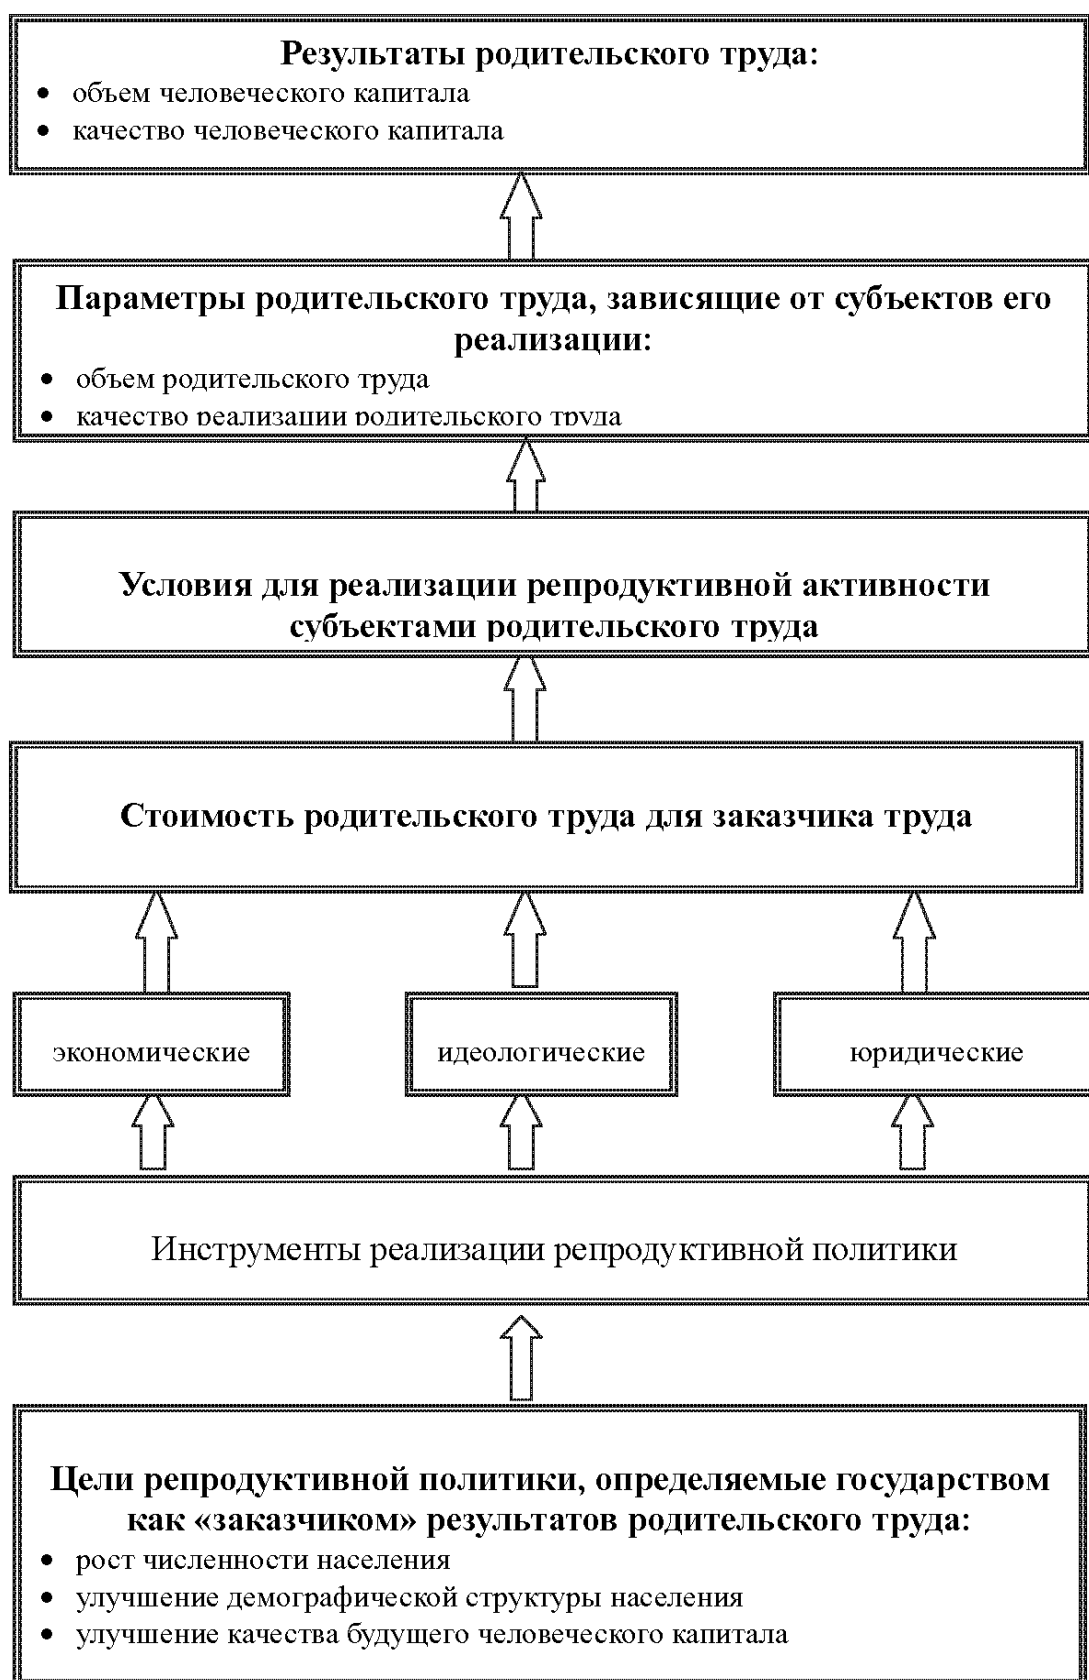 Результаты родительского труда:
• объем человеческого капитала
• качество человеческого капитала
Параметры родительского труда, зависящие от субъектов его
реализации:
• объем родительского труда
• качество реализации родительского труда
Условия для реализации репродуктивной активности
субъектами родительского труда
Стоимость родительского труда для заказчика труда
экономические
идеологические
юридические
Инструменты реализации репродуктивной политики
Цели репродуктивной политики, определяемые государством
как «заказчиком» результатов родительского труда:
• рост численности населения
• улучшение демографической структуры населения
• улучшение качества будущего человеческого капитала